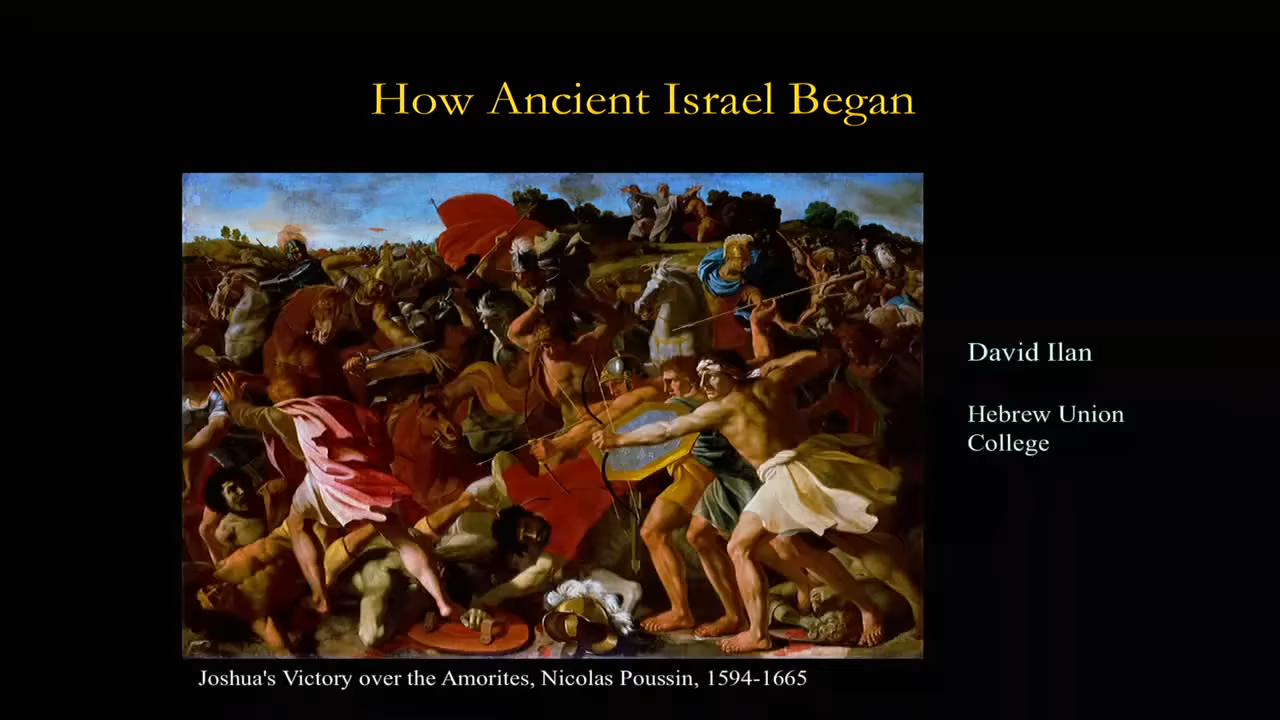 How Ancient Israel Began
David Ilan
Hebrew Union
College
Joshua's Victory over the Amorites, Nicolas Poussin, 1594-1665